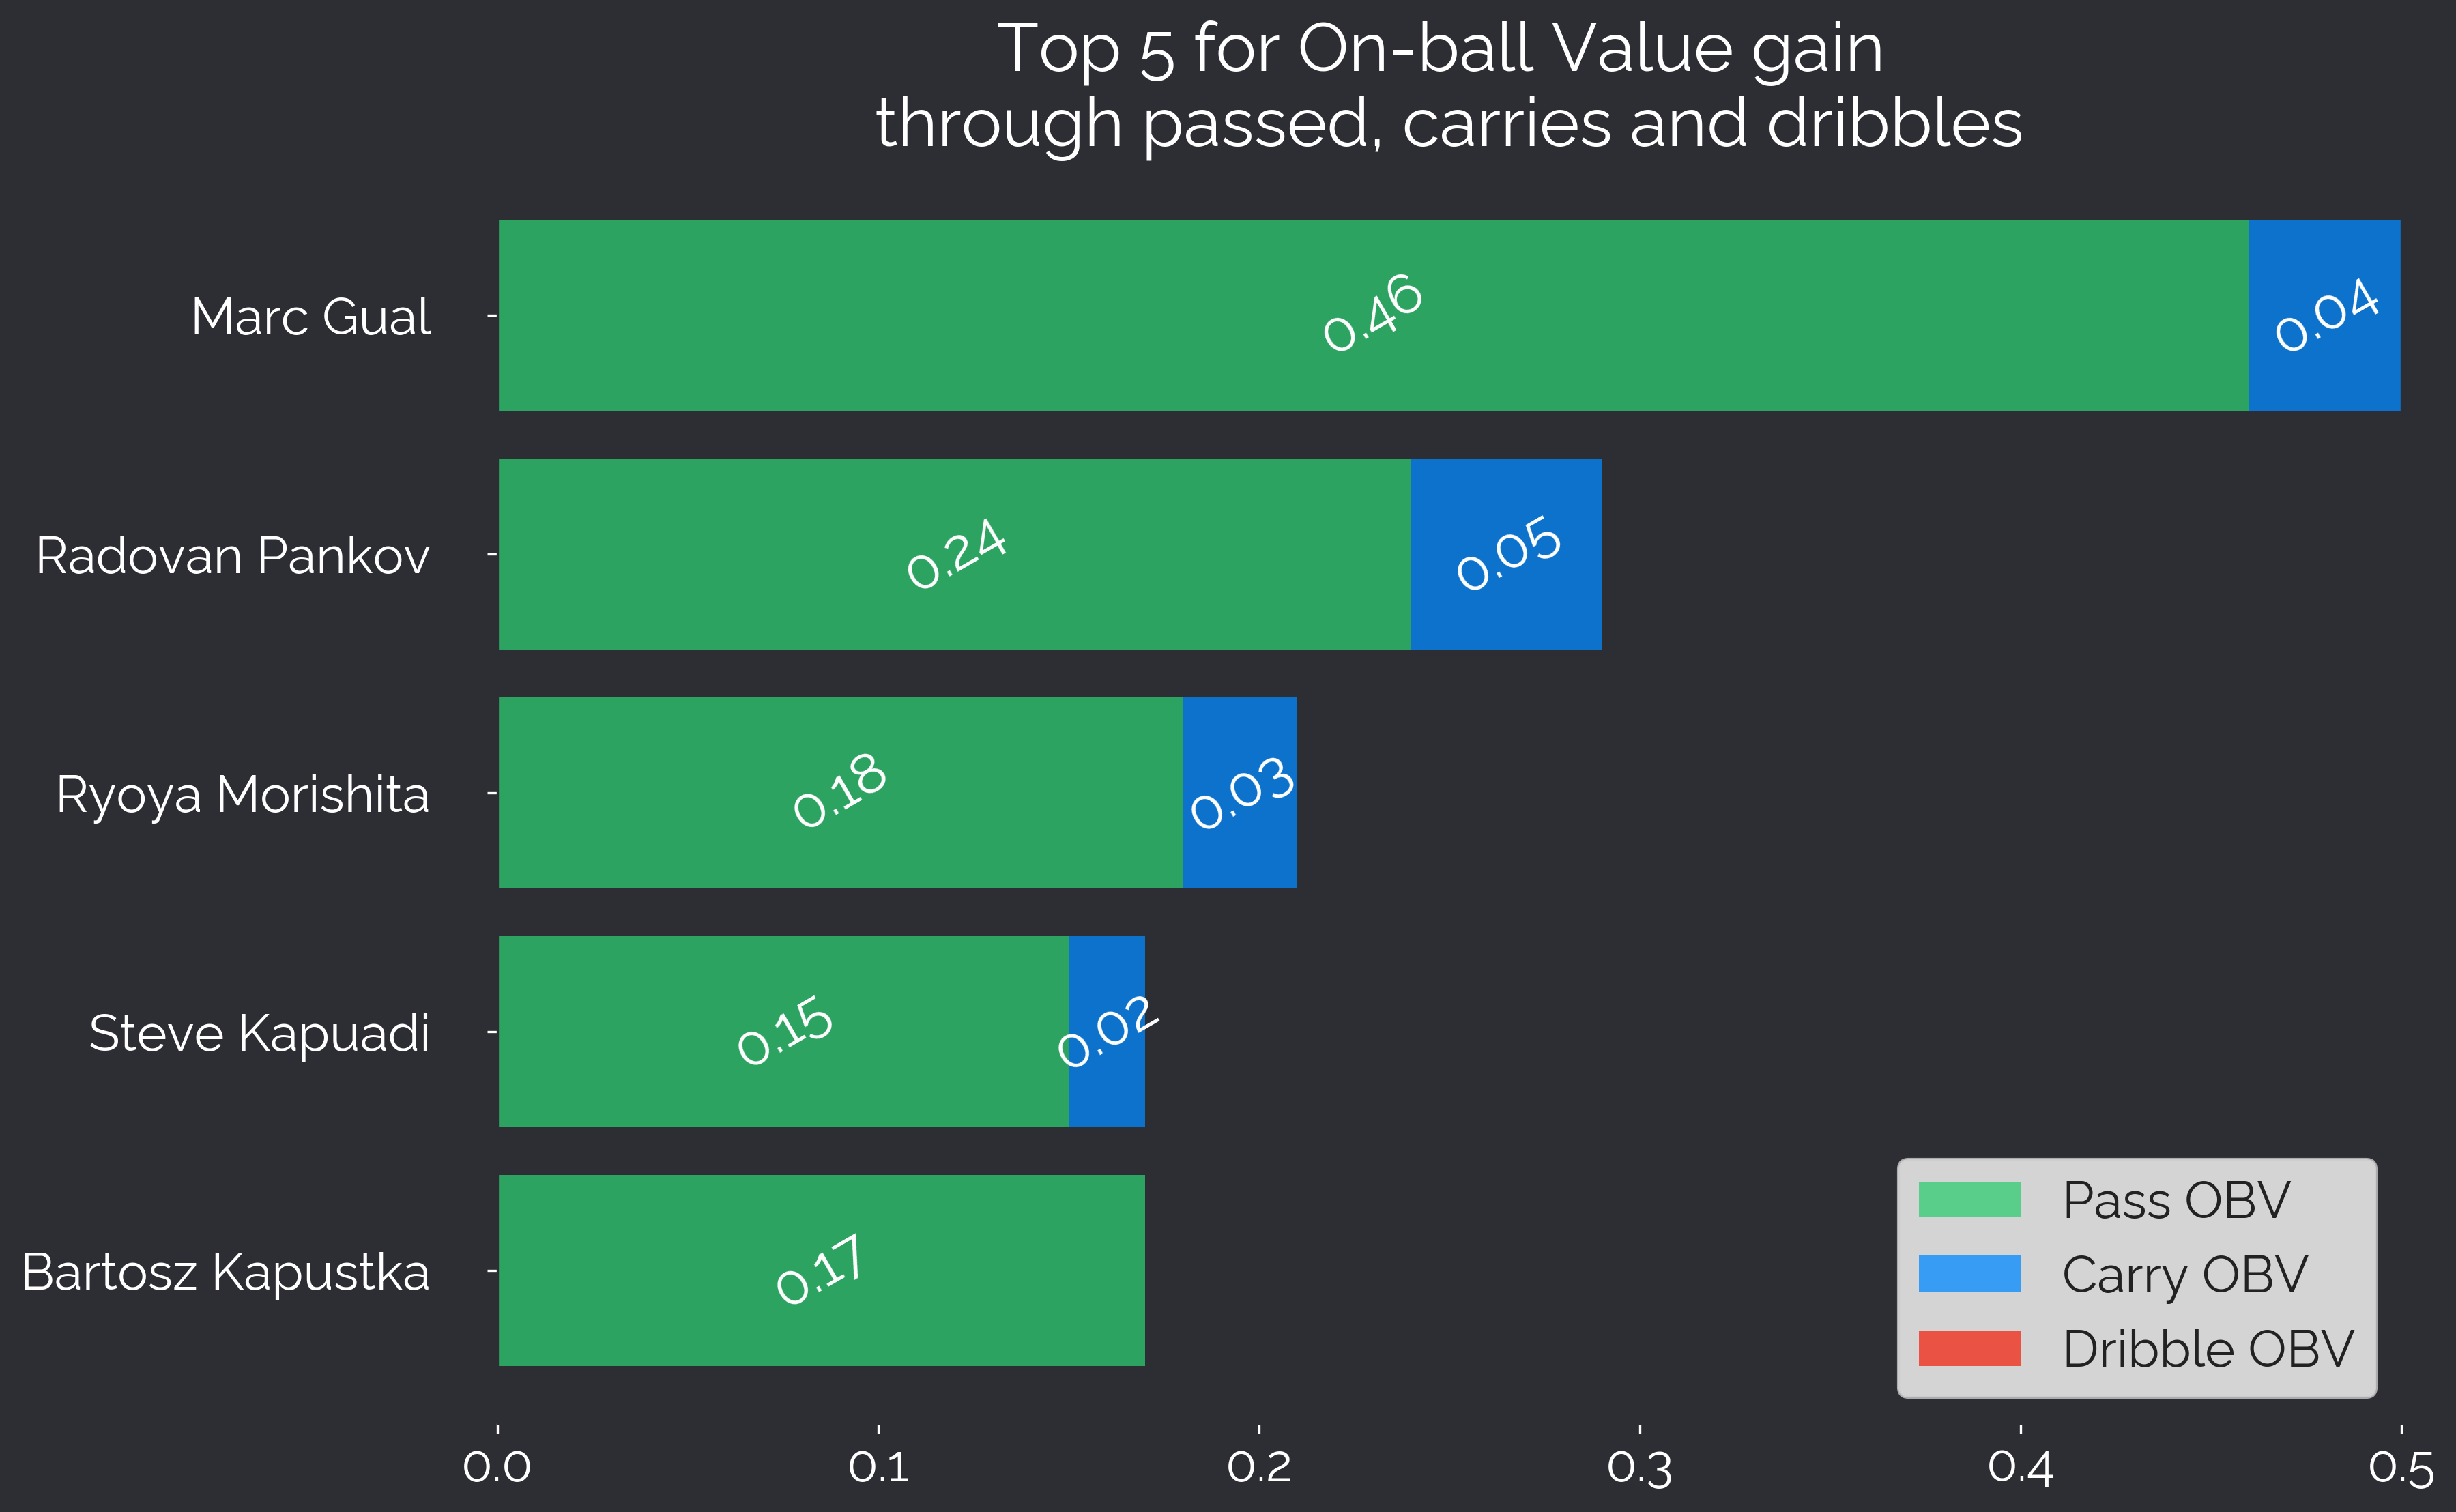 Top 5 for On-ball Value gain
through passed, carries and dribbles
Marc Gual
0.46
0.04
Radovan Pankov
0.24
0.05
Ryoya Morishita
0.18
0.03
Steve Kapuadi
0.15
0.02
Bartosz Kapustka
0.17
Pass OBV
Carry OBV
Dribble OBV
0.0 0.1 0.2 0.3 0.4 0.5